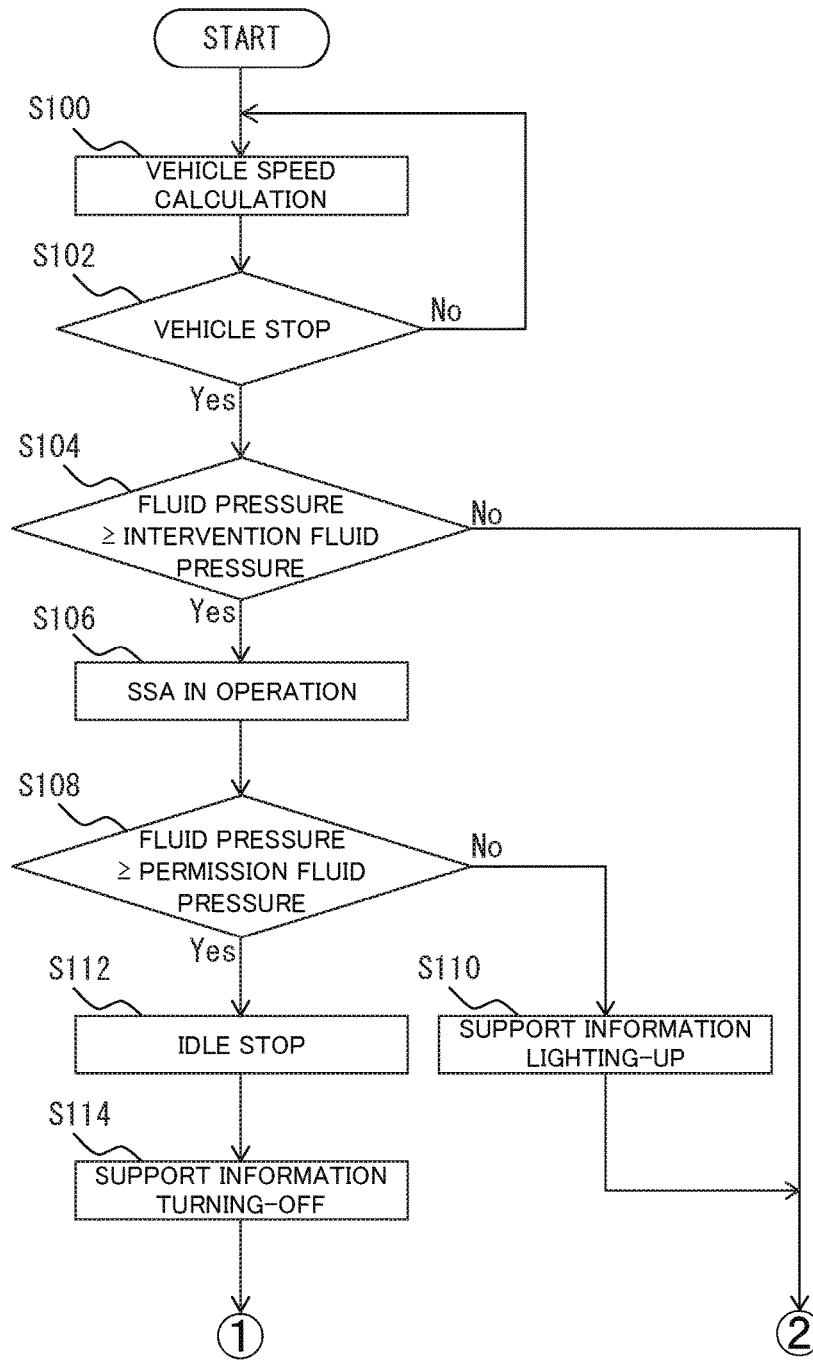 START
S100
VEHICLE SPEED
CALCULATION
S102
VEHICLE STOP
No
Yes
S104
FLUID PRESSURE
≥ INTERVENTION FLUID
PRESSURE
No
Yes
S106
SSA IN OPERATION
S108
FLUID PRESSURE
≥ PERMISSION FLUID
PRESSURE
No
Yes
S112
IDLE STOP
S110
SUPPORT INFORMATION
LIGHTING-UP
S114
SUPPORT INFORMATION
TURNING-OFF
①
②